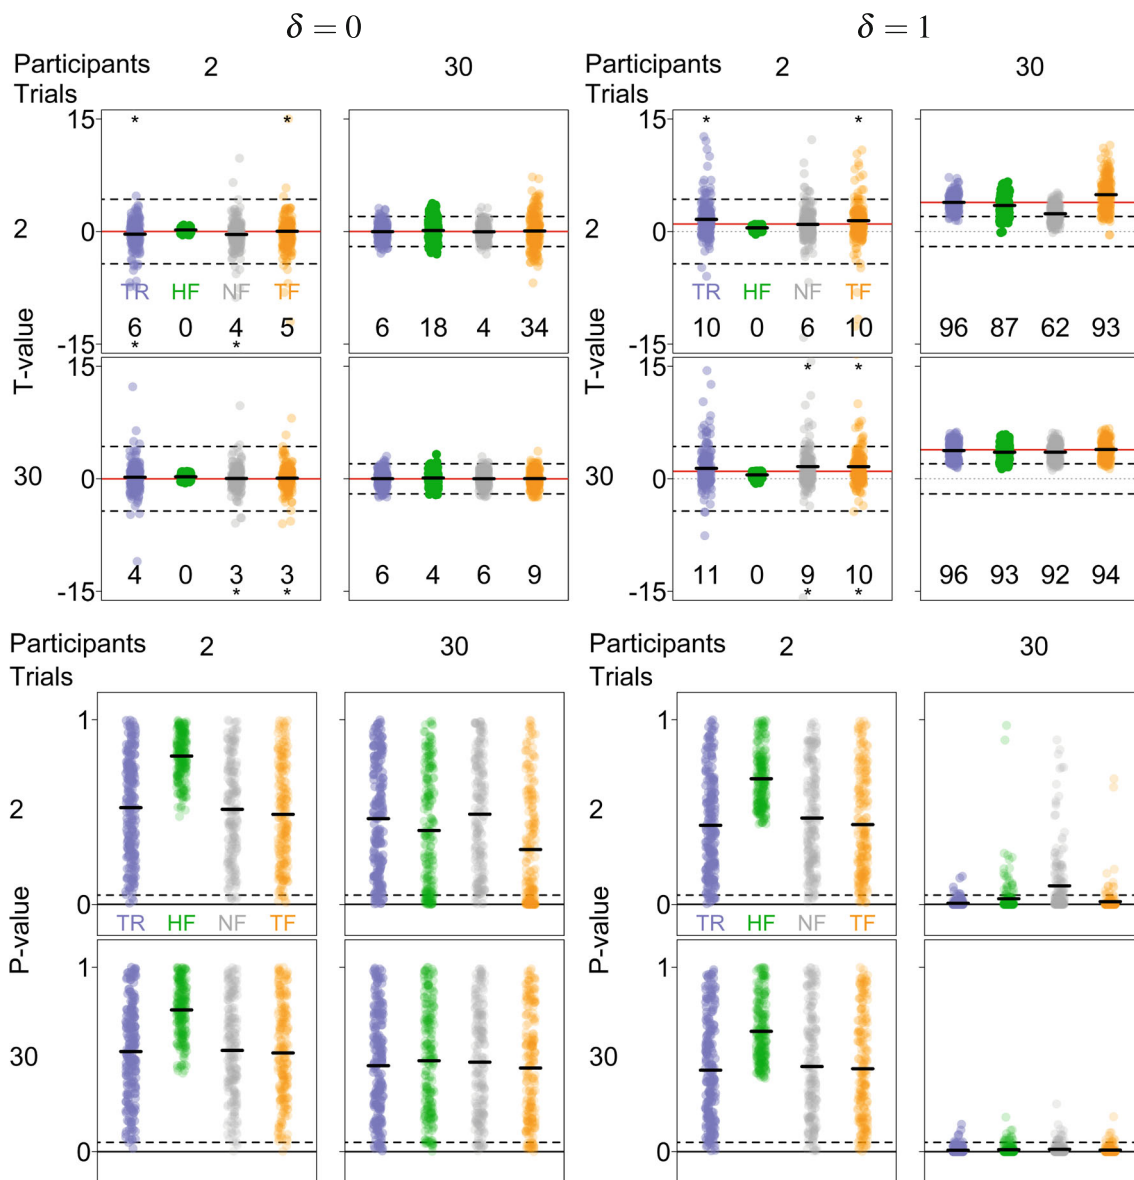 δ = 0 δ = 1
Participants 2 30 Participants 2 30
Trials Trials
15 * * 15 * *
2 0 2 0
TR HF NF TF TR HF NF TF
6 0 4 5 6 18 4 34 10 0 6 10 96 87 62 93
-15 * * -15
T-value T-value
15 15 * *
30 0 30 0
4 0 3 3 6 4 6 9 11 0 9 10 96 93 92 94
-15 * * -15 * *
Participants 2 30 Participants 2 30
Trials Trials
1 1
2 2
0 0
TR HF NF TF TR HF NF TF
P-value P-value
1 1
30 30
0 0